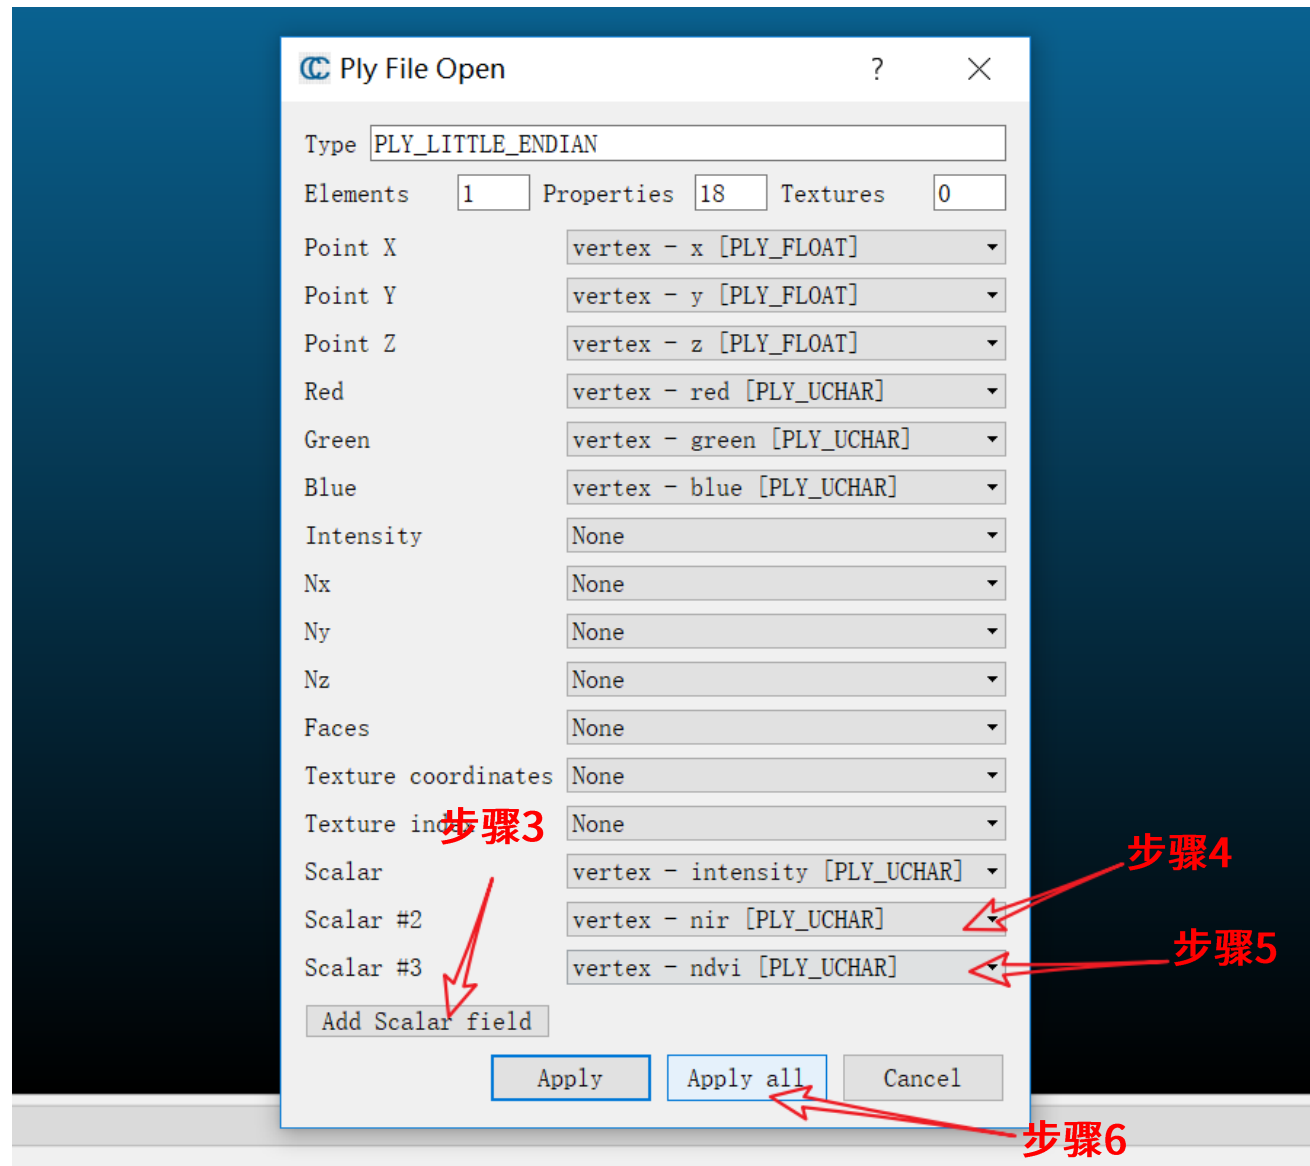 Ply File Open ?
Type PLY_LITTLE_ENDIAN
Elements 1 Properties 18 Textures 0
Point X vertex - x [PLY_FLOAT]
Point Y vertex - y [PLY_FLOAT]
Point Z vertex - z [PLY_FLOAT]
Red vertex - red [PLY_UCHAR]
Green vertex - green [PLY_UCHAR]
Blue vertex - blue [PLY_UCHAR]
Intensity None
Nx None
Ny None
Nz None
Faces None
Texture coordinates None
Texture index None
步骤3
Scalar vertex - intensity [PLY_UCHAR]
步骤4
Scalar #2 vertex - nir [PLY_UCHAR]
步骤5
Scalar #3 vertex - ndvi [PLY_UCHAR]
Add Scalar field
Apply Apply all Cancel
步骤6